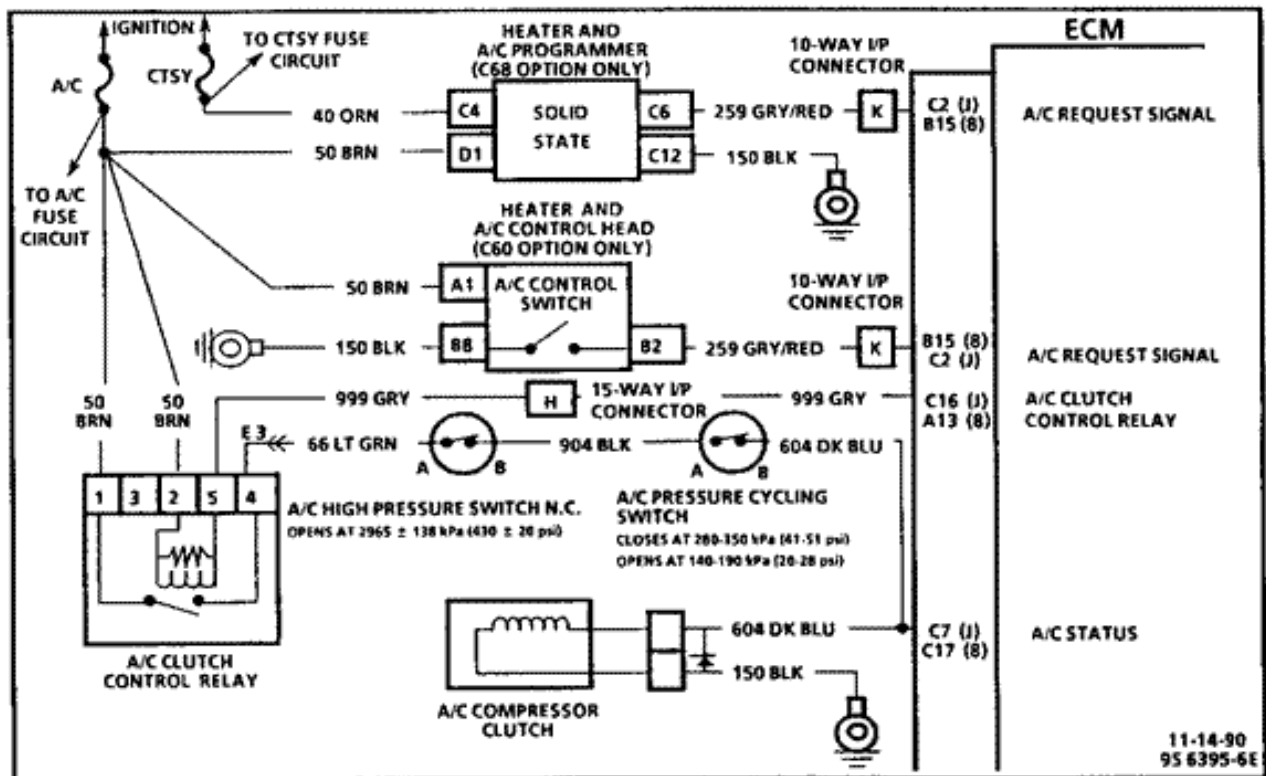 IGNITION
ECM
A/C
CTSY
TO CTSY FUSE
CIRCUIT
TO A/C
FUSE
CIRCUIT
HEATER AND
A/C PROGRAMMER
(C68 OPTION ONLY)
10-WAY I/P
CONNECTOR
40 ORN
C4
SOLID
STATE
C6
259 GRY/RED
K
C2 (J)
B15 (8)
A/C REQUEST SIGNAL
50 BRN
D1
C12
150 BLK
HEATER AND
A/C CONTROL HEAD
(C60 OPTION ONLY)
10-WAY I/P
CONNECTOR
50 BRN
A1
A/C CONTROL
SWITCH
150 BLK
B8
B2
259 GRY/RED
K
B15 (8)
C2 (J)
A/C REQUEST SIGNAL
50
BRN
50
BRN
999 GRY
H
15-WAY I/P
CONNECTOR
999 GRY
C16 (J)
A13 (8)
A/C CLUTCH
CONTROL RELAY
E 3
66 LT GRN
A
B
904 BLK
A
B
604 DK BLU
1
3
2
5
4
A/C HIGH PRESSURE SWITCH N.C.
OPENS AT 2965 ± 138 kPa (430 ± 20 psi)
A/C PRESSURE CYCLING
SWITCH
CLOSES AT 280-350 kPa (41-51 psi)
OPENS AT 140-190 kPa (20-28 psi)
A/C CLUTCH
CONTROL RELAY
604 DK BLU
C7 (J)
C17 (8)
A/C STATUS
150 BLK
A/C COMPRESSOR
CLUTCH
11-14-90
95 6395-6E